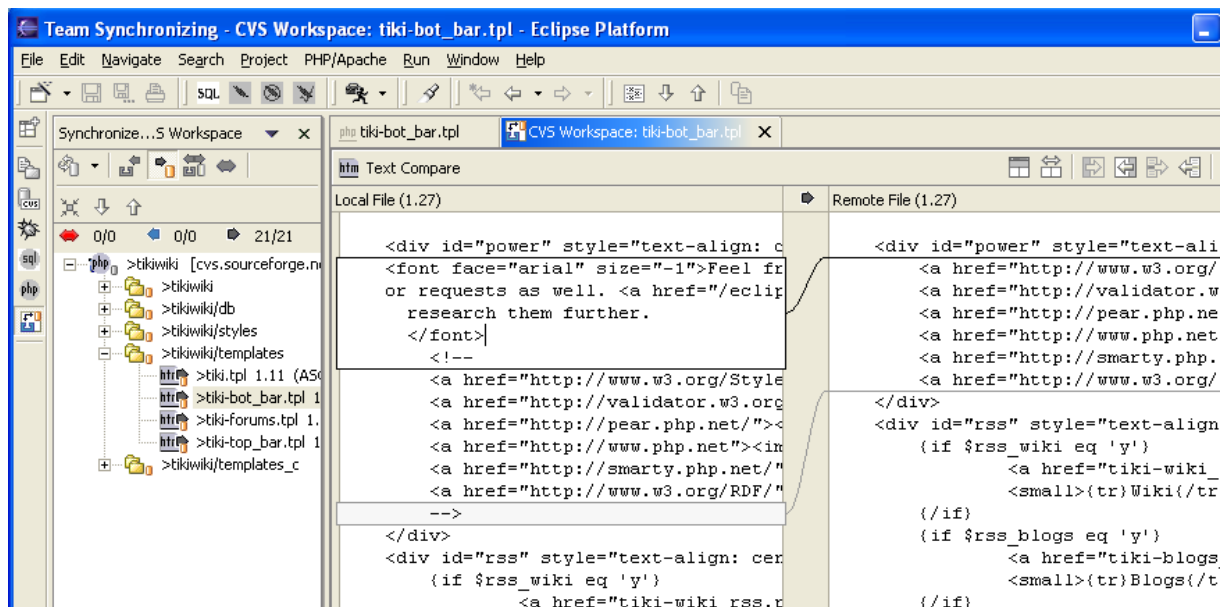 Team Synchronizing - CVS Workspace: tiki-bot_bar.tpl - Eclipse Platform
File Edit Navigate Search Project PHP/Apache Run Window Help
SQL
Synchronize...S Workspace
php tiki-bot_bar.tpl
CVS Workspace: tiki-bot_bar.tpl
htm Text Compare
Local File (1.27)
Remote File (1.27)
CVS
sql
php
0/0 0/0 21/21
php >tikiwiki [cvs.sourceforge.ne
>tikiwiki
>tikiwiki/db
>tikiwiki/styles
>tikiwiki/templates
>tiki.tpl 1.11 (ASC
>tiki-bot_bar.tpl 1
>tiki-forums.tpl 1.
>tiki-top_bar.tpl 1
>tikiwiki/templates_c
<div id="power" style="text-align: c
<font face="arial" size="-1">Feel fr
or requests as well. <a href="/eclip
research them further.
</font>
<!--
<a href="http://www.w3.org/Style
<a href="http://validator.w3.org
<a href="http://pear.php.net/"><
<a href="http://www.php.net"><im
<a href="http://smarty.php.net/"
<a href="http://www.w3.org/RDF/"
-->
</div>
<div id="rss" style="text-align: cen
{if $rss_wiki eq 'y'}
<a href="tiki-wiki_rss.p
<div id="power" style="text-ali
<a href="http://www.w3.org/
<a href="http://validator.w
<a href="http://pear.php.ne
<a href="http://www.php.net
<a href="http://smarty.php.
<a href="http://www.w3.org/
</div>
<div id="rss" style="text-align
{if $rss_wiki eq 'y'}
<a href="tiki-wiki_
<small>{tr}Wiki{/tr
{/if}
{if $rss_blogs eq 'y'}
<a href="tiki-blogs_
<small>{tr}Blogs{/t
{/if}